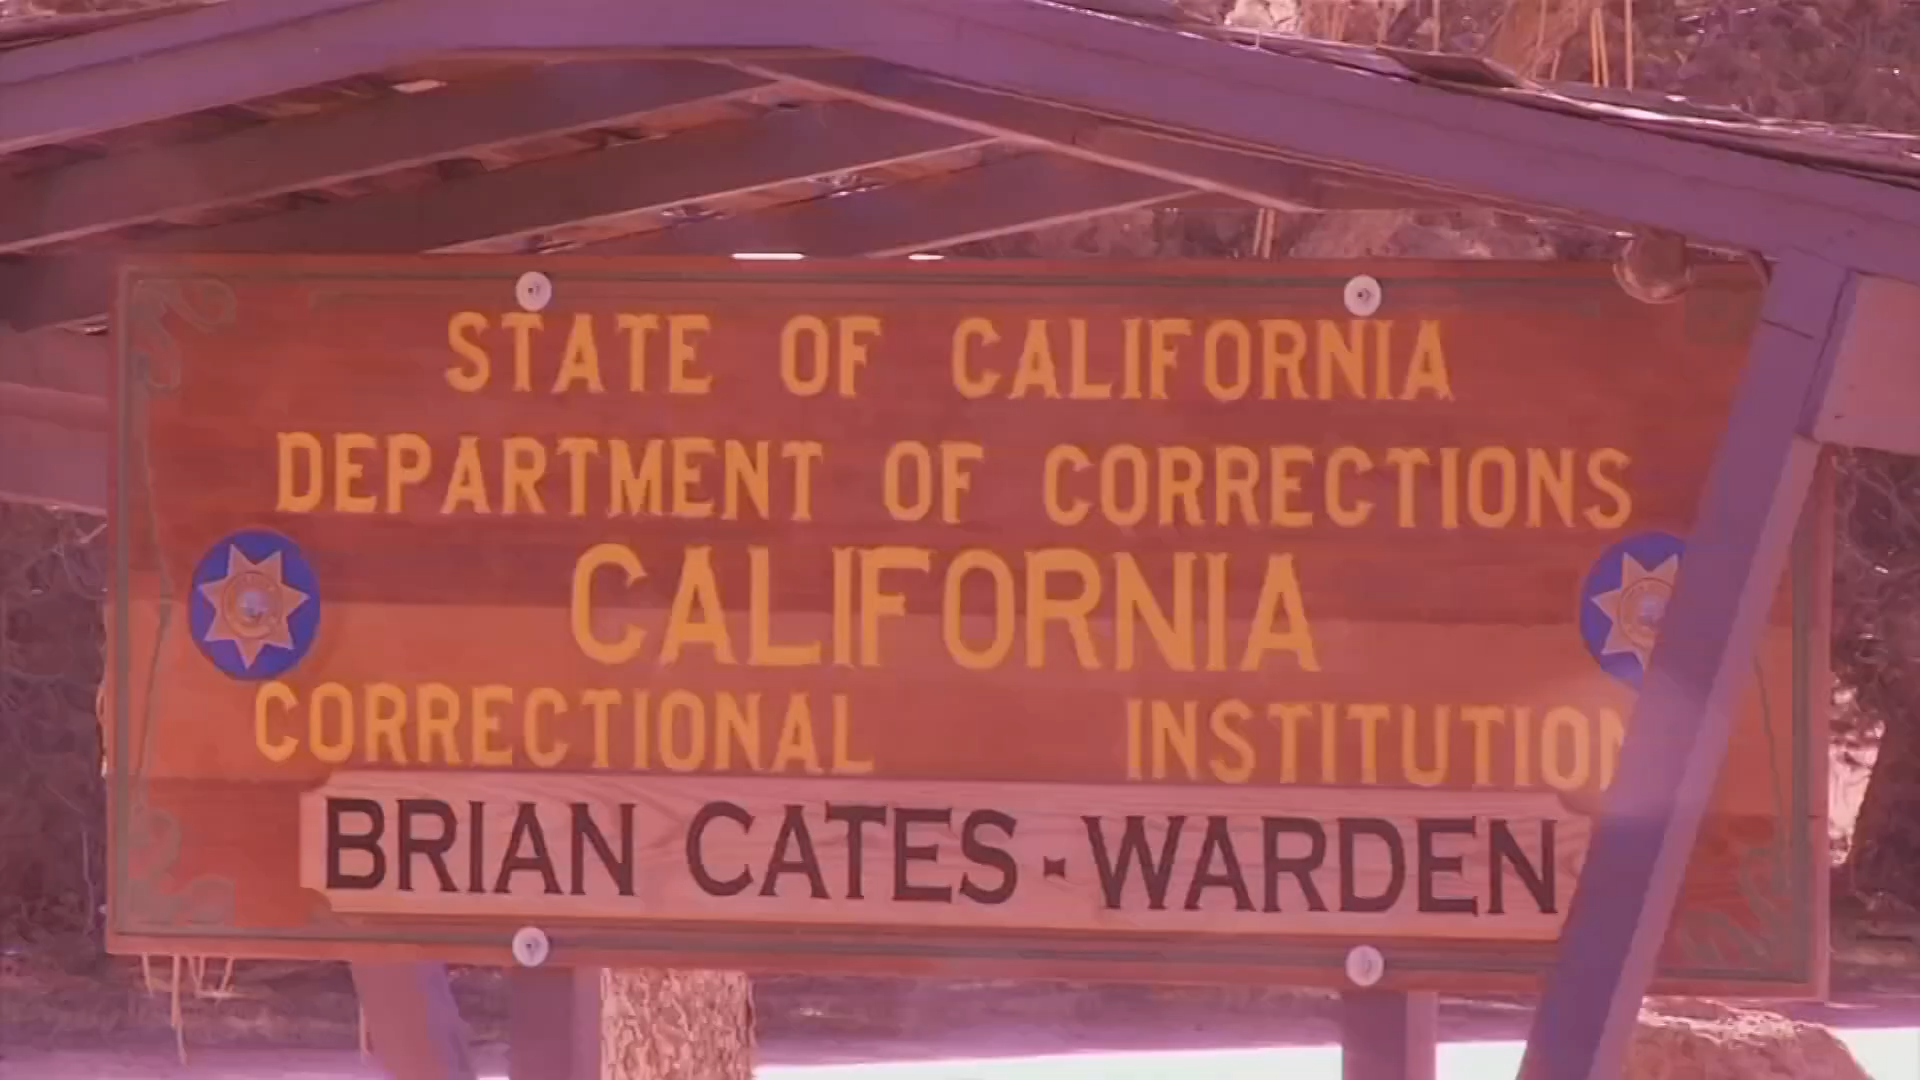 STATE OF CALIFORNIA
DEPARTMENT OF CORRECTIONS
CALIFORNIA
CORRECTIONAL INSTITUTION
BRIAN CATES · WARDEN